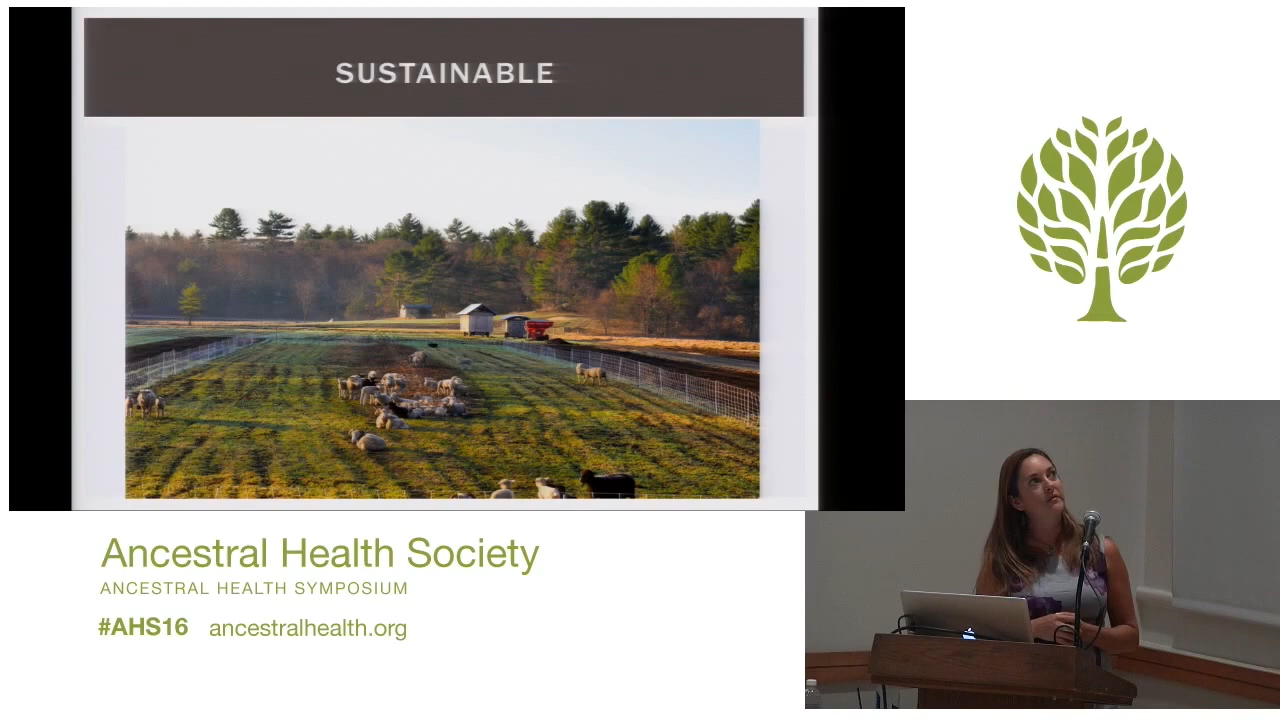 SUSTAINABLE
Ancestral Health Society
ANCESTRAL HEALTH SYMPOSIUM
#AHS16 ancestralhealth.org